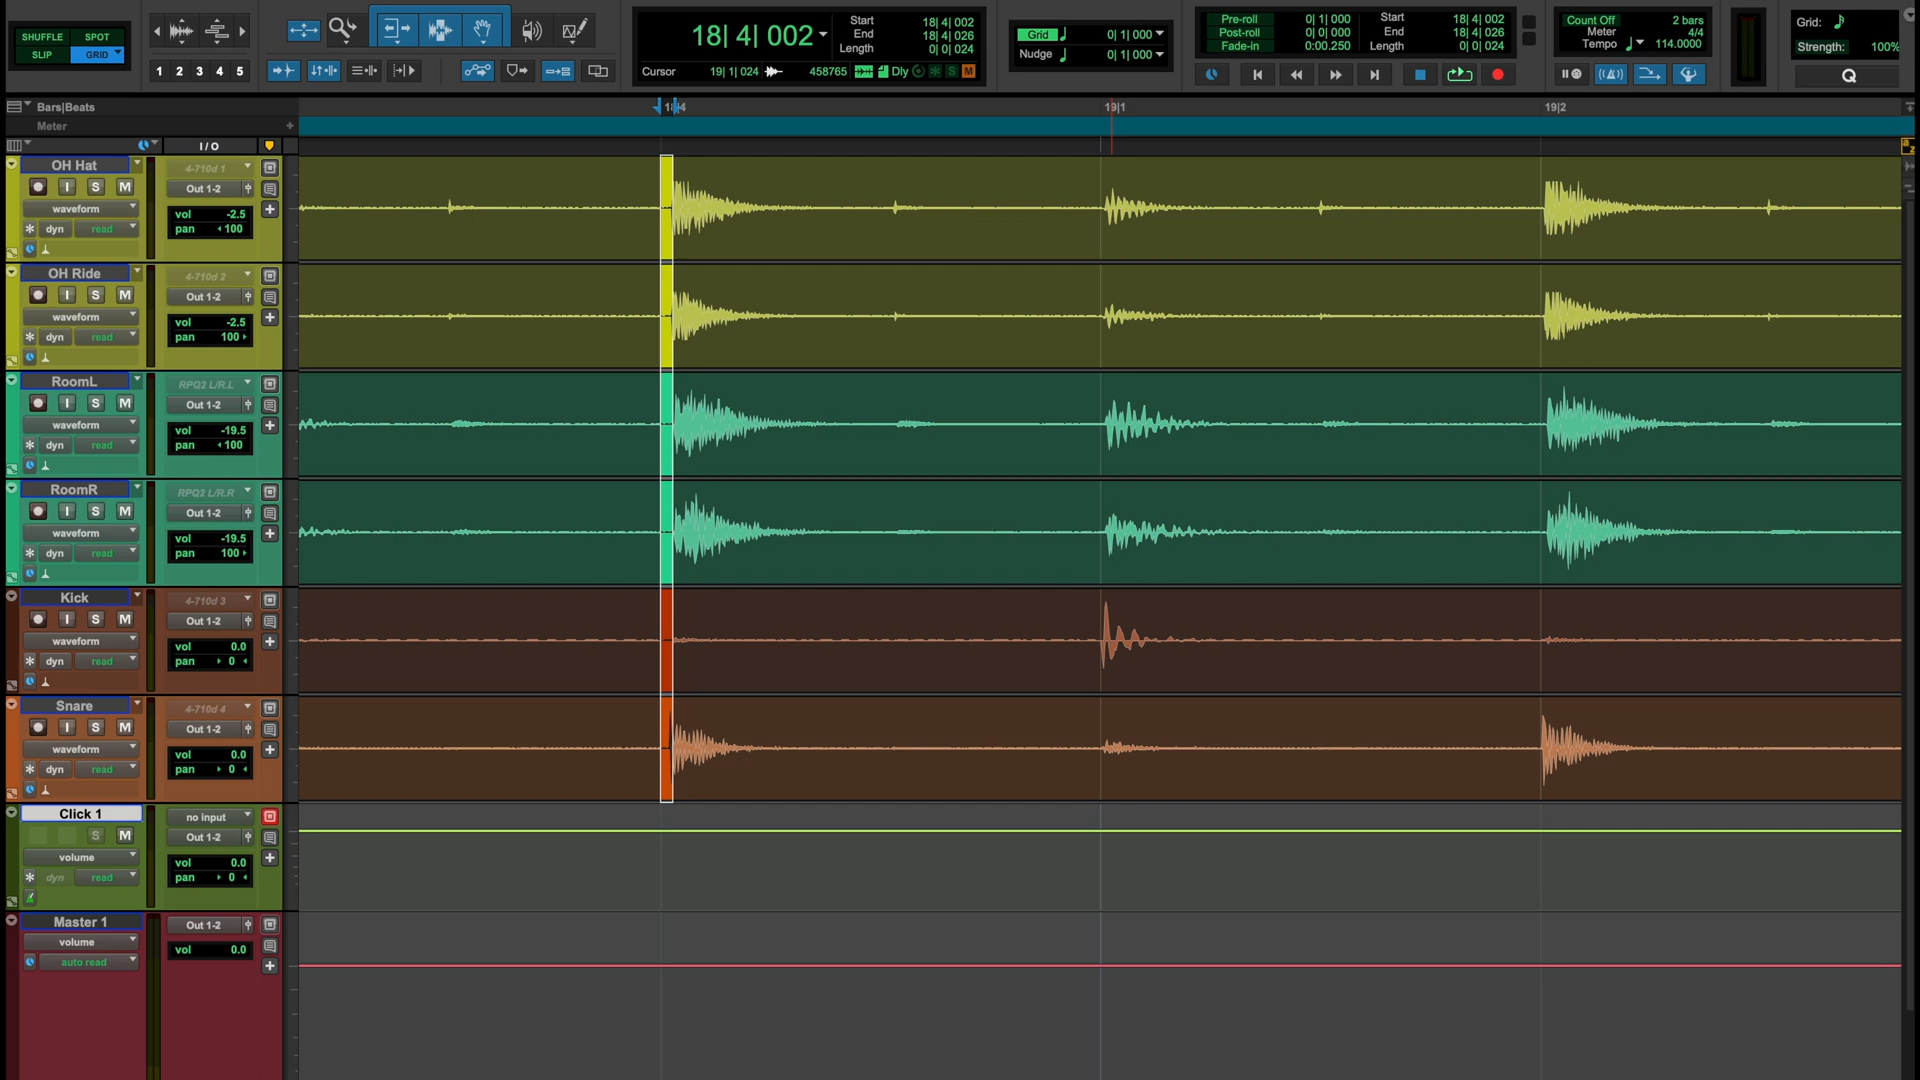 SHUFFLE SPOT
SLIP GRID
1 2 3 4 5
18| 4| 002
Start 18| 4| 002
End 18| 4| 026
Length 0| 0| 024
Cursor 19| 1| 024 458765 Dly S M
Grid 0| 1| 000
Nudge 0| 1| 000
Pre-roll 0| 1| 000
Post-roll 0| 0| 000
Fade-in 0:00.250
Start 18| 4| 002
End 18| 4| 026
Length 0| 0| 024
Count Off 2 bars
Meter 4/4
Tempo 114.0000
Grid:
Strength: 100%
Q
Bars|Beats 19|1 19|2
Meter
I / O
OH Hat 4-710d 1
I S M Out 1-2
waveform vol -2.5
dyn read pan 100
OH Ride 4-710d 2
I S M Out 1-2
waveform vol -2.5
dyn read pan 100
RoomL RPQ2 L/R.L
I S M Out 1-2
waveform vol -19.5
dyn read pan 100
RoomR RPQ2 L/R.R
I S M Out 1-2
waveform vol -19.5
dyn read pan 100
Kick 4-710d 3
I S M Out 1-2
waveform vol 0.0
dyn read pan 0
Snare 4-710d 4
I S M Out 1-2
waveform vol 0.0
dyn read pan 0
Click 1 no input
S M Out 1-2
volume vol 0.0
dyn read pan 0
Master 1 Out 1-2
volume vol 0.0
auto read